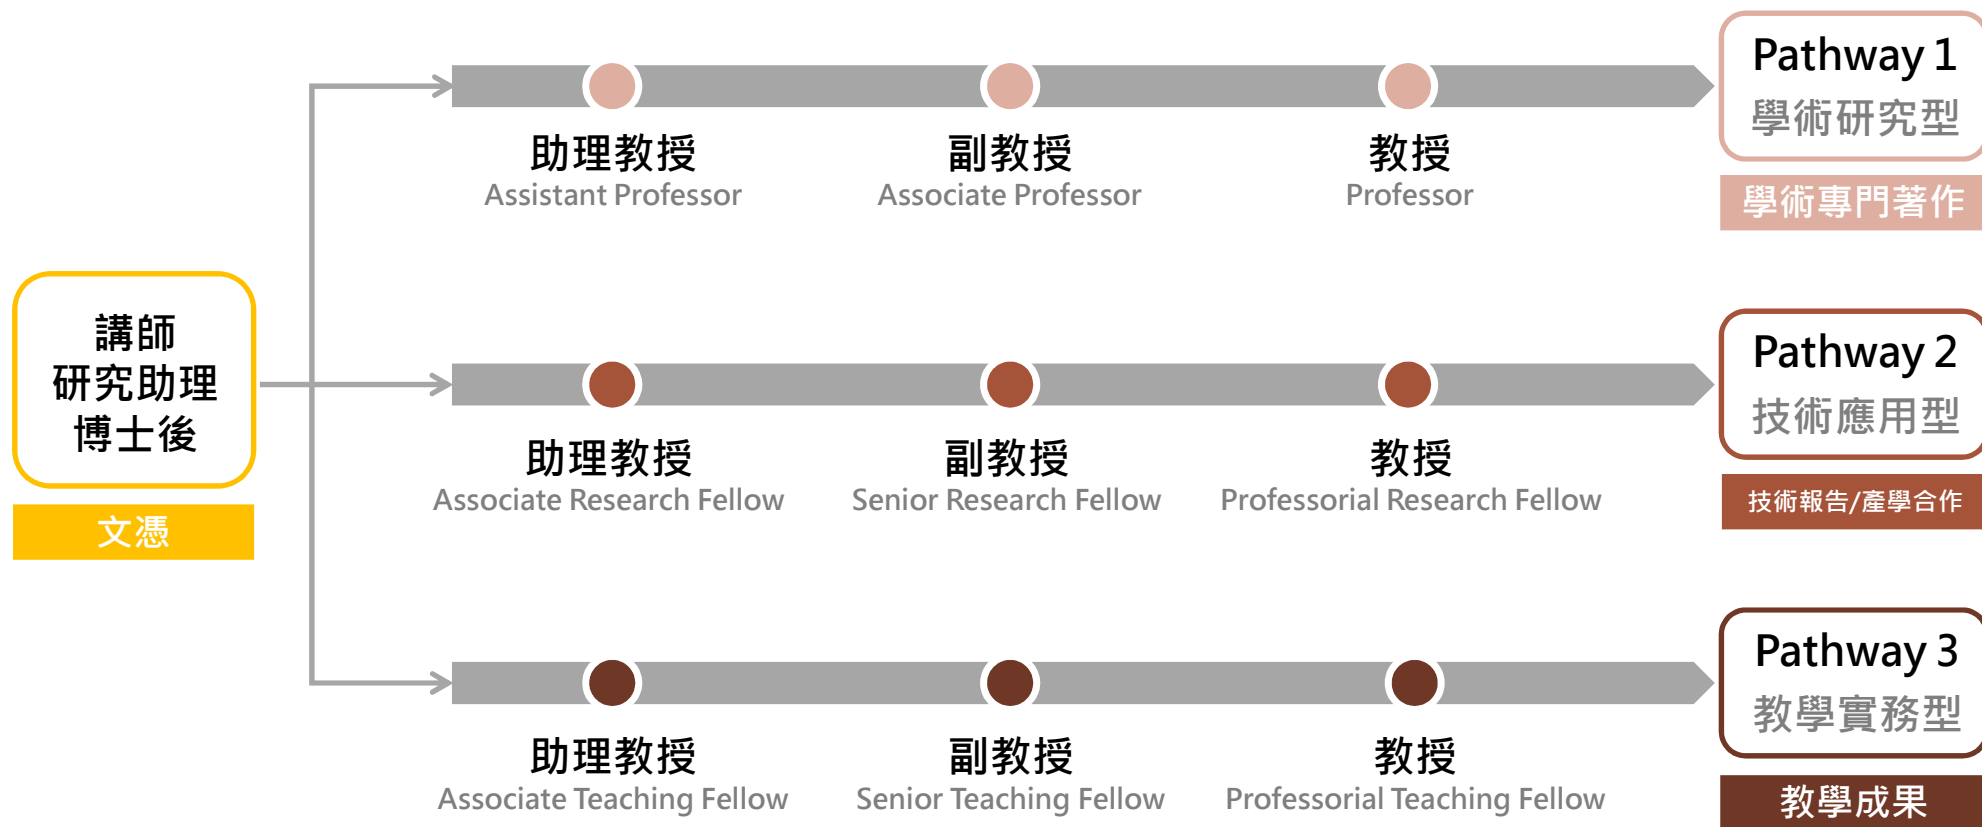 講師
研究助理
博士後
文憑
助理教授
Assistant Professor
副教授
Associate Professor
教授
Professor
Pathway 1
學術研究型
學術專門著作
助理教授
Associate Research Fellow
副教授
Senior Research Fellow
教授
Professorial Research Fellow
Pathway 2
技術應用型
技術報告/產學合作
助理教授
Associate Teaching Fellow
副教授
Senior Teaching Fellow
教授
Professorial Teaching Fellow
Pathway 3
教學實務型
教學成果